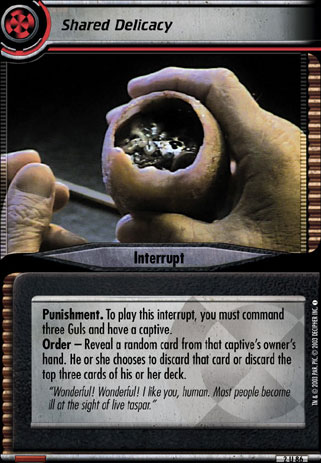 Shared Delicacy
Interrupt
Punishment. To play this interrupt, you must command
three Guls and have a captive.
Order – Reveal a random card from that captive's owner's
hand. He or she chooses to discard that card or discard the
top three cards of his or her deck.
"Wonderful! Wonderful! I like you, human. Most people become
ill at the sight of live taspar."
TM & © 2003 PAR. PIC. © 2003 DECIPHER INC.
2 U 86